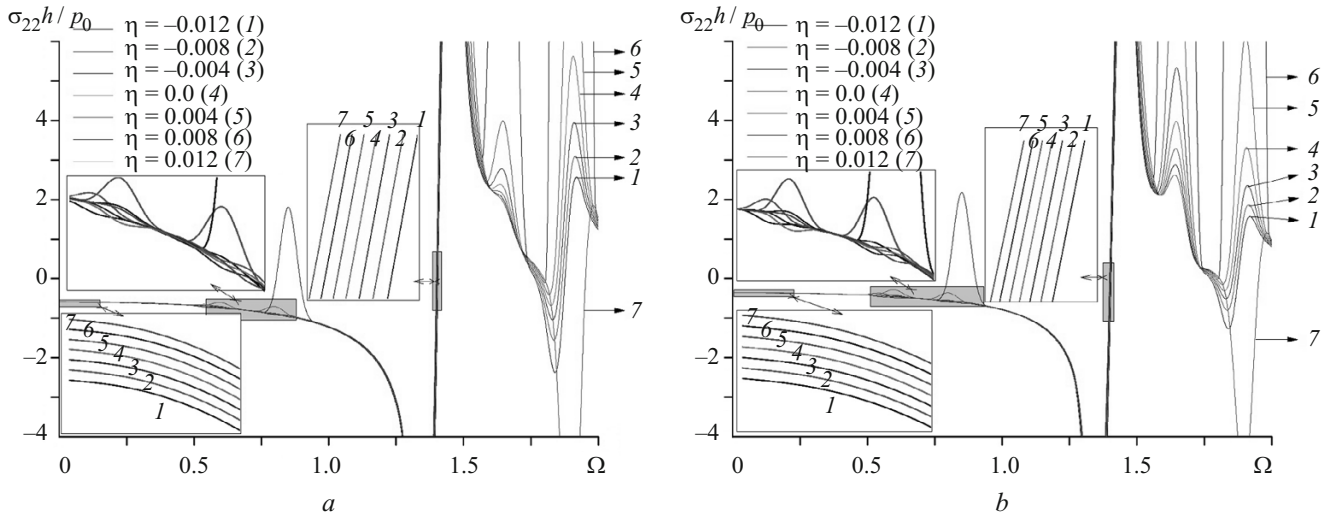 σ22h / p0
η = –0.012 (1)
η = –0.008 (2)
η = –0.004 (3)
η = 0.0 (4)
η = 0.004 (5)
η = 0.008 (6)
η = 0.012 (7)
4
2
0
–2
–4
7 5 3 1
6 4 2
7
6
5
4
3
2
1
6
5
4
3
2
1
7
0 0.5 1.0 1.5 Ω
a
σ22h / p0
η = –0.012 (1)
η = –0.008 (2)
η = –0.004 (3)
η = 0.0 (4)
η = 0.004 (5)
η = 0.008 (6)
η = 0.012 (7)
4
2
0
–2
–4
7 5 3 1
6 4 2
7
6
5
4
3
2
1
6
5
4
3
2
1
7
0 0.5 1.0 1.5 Ω
b